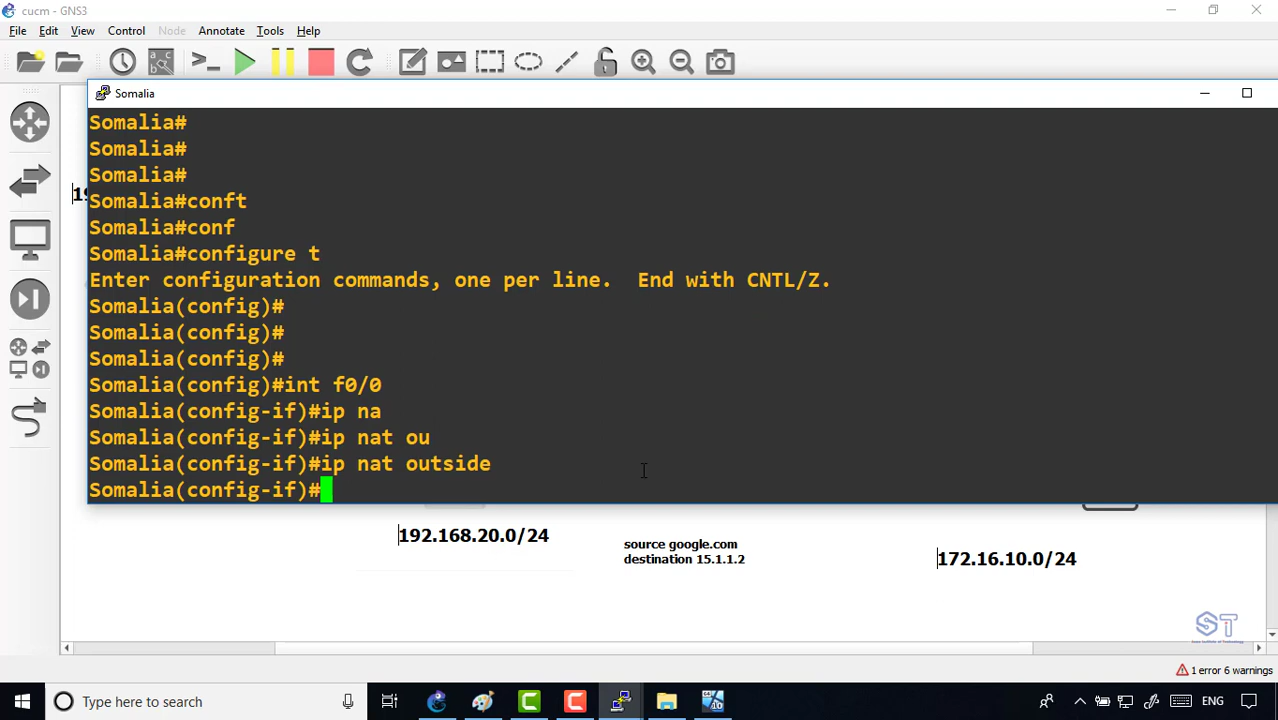 cucm - GNS3
File Edit View Control Node Annotate Tools Help
Somalia
Somalia#
Somalia#
Somalia#
Somalia#conft
Somalia#conf
Somalia#configure t
Enter configuration commands, one per line. End with CNTL/Z.
Somalia(config)#
Somalia(config)#
Somalia(config)#
Somalia(config)#int f0/0
Somalia(config-if)#ip na
Somalia(config-if)#ip nat ou
Somalia(config-if)#ip nat outside
Somalia(config-if)#
192.168.20.0/24
source google.com
destination 15.1.1.2
172.16.10.0/24
ST
1 error 6 warnings
Type here to search
ENG